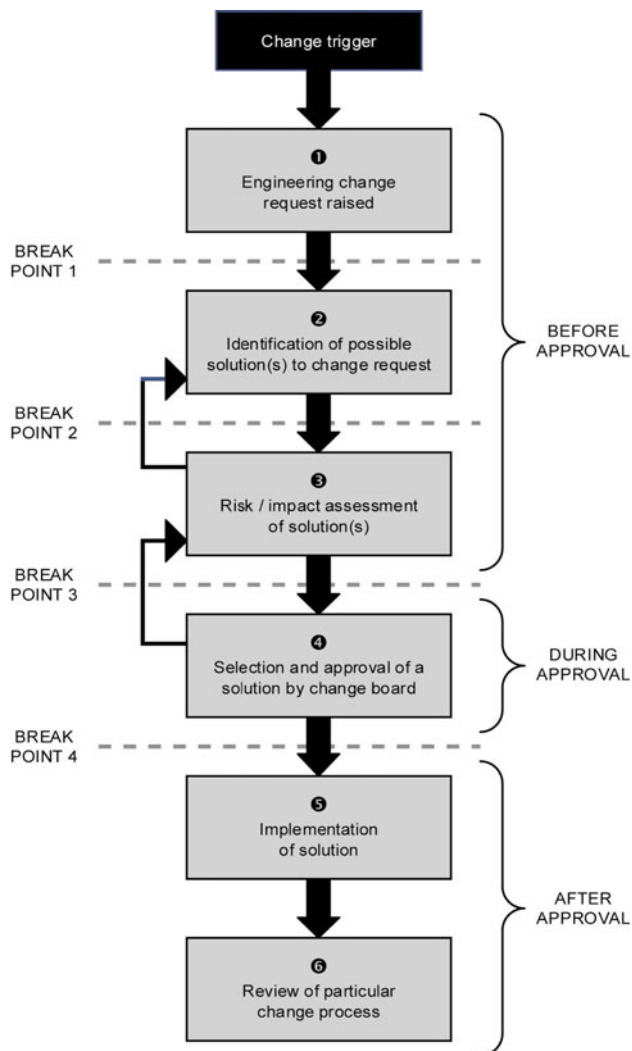 Change trigger
❶
Engineering change
request raised
BREAK
POINT 1
❷
Identification of possible
solution(s) to change request
BEFORE
APPROVAL
BREAK
POINT 2
❸
Risk / impact assessment
of solution(s)
BREAK
POINT 3
❹
Selection and approval of a
solution by change board
DURING
APPROVAL
BREAK
POINT 4
❺
Implementation
of solution
AFTER
APPROVAL
❻
Review of particular
change process